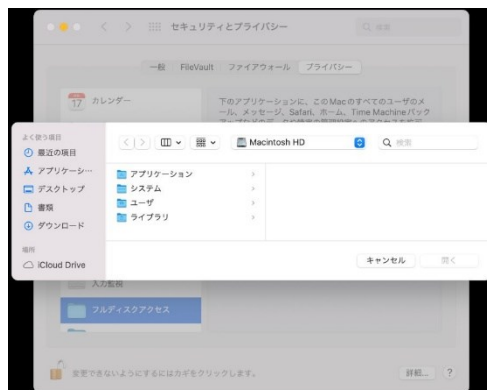 セキュリティとプライバシー
検索
一般 FileVault ファイアウォール プライバシー
カレンダー
下のアプリケーションに、このMacのすべてのユーザのメ
ール、メッセージ、Safari、ホーム、Time Machineバック
よく使う項目
最近の項目
アプリケーシ…
デスクトップ
書類
ダウンロード
場所
iCloud Drive
Macintosh HD
検索
アプリケーション
システム
ユーザ
ライブラリ
キャンセル 開く
入力監視
フルディスクアクセス
変更できないようにするにはカギをクリックします。
詳細... ?